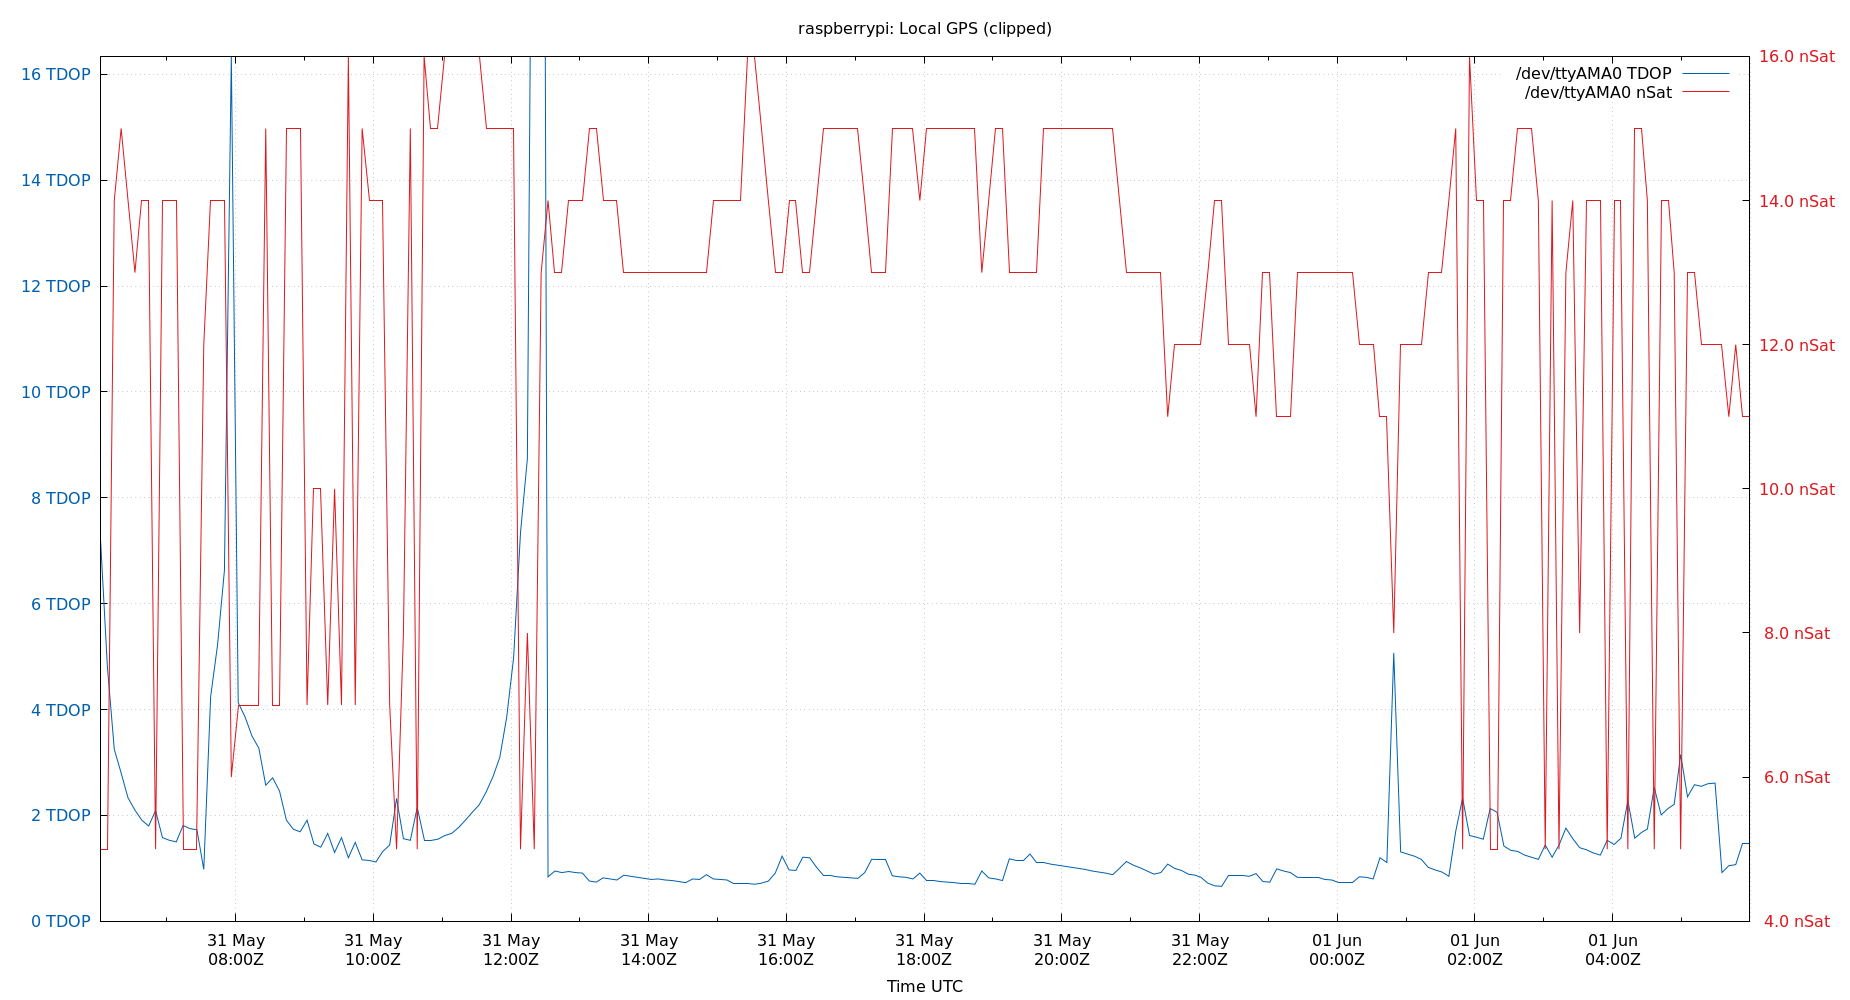 raspberrypi: Local GPS (clipped)
16 TDOP
14 TDOP
12 TDOP
10 TDOP
8 TDOP
6 TDOP
4 TDOP
2 TDOP
0 TDOP
/dev/ttyAMA0 TDOP
/dev/ttyAMA0 nSat
16.0 nSat
14.0 nSat
12.0 nSat
10.0 nSat
8.0 nSat
6.0 nSat
4.0 nSat
31 May 31 May 31 May 31 May 31 May 31 May 31 May 31 May 01 Jun 01 Jun 01 Jun
08:00Z 10:00Z 12:00Z 14:00Z 16:00Z 18:00Z 20:00Z 22:00Z 00:00Z 02:00Z 04:00Z
Time UTC